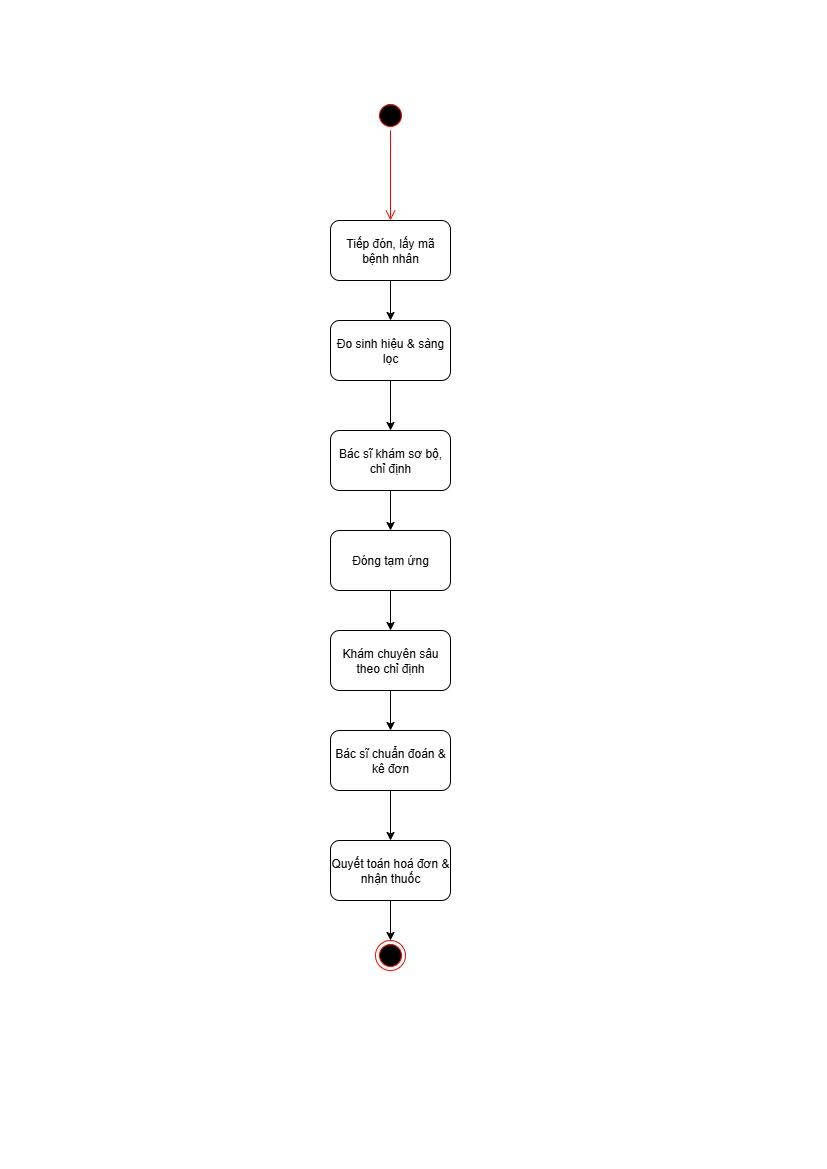 Tiếp đón, lấy mã
bệnh nhân
Đo sinh hiệu & sàng
lọc
Bác sĩ khám sơ bộ,
chỉ định
Đóng tạm ứng
Khám chuyên sâu
theo chỉ định
Bác sĩ chuẩn đoán &
kê đơn
Quyết toán hoá đơn &
nhận thuốc